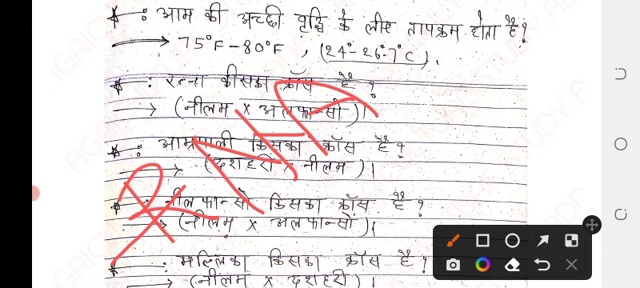 * : आम की अच्छी वृद्धि के लीए तापक्रम होता है?
→ 75°F-80°F, (24°-26.7°C).
* : रत्ना कीसका क्रॉस है?
→ (नीलम X अलफान्सो)।
* : आम्रपाली किसका क्रॉस है?
→ (दशहरी X नीलम)।
* : नीलफान्सो किसका क्रॉस है?
→ (नीलम X अलफान्सो)।
* : मल्लिका किसका क्रॉस है?
→ (नीलम X दशहरी)।